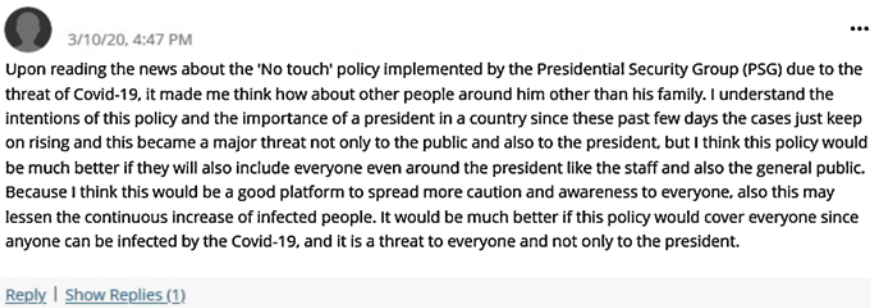 3/10/20, 4:47 PM
Upon reading the news about the 'No touch' policy implemented by the Presidential Security Group (PSG) due to the
threat of Covid-19, it made me think how about other people around him other than his family. I understand the
intentions of this policy and the importance of a president in a country since these past few days the cases just keep
on rising and this became a major threat not only to the public and also to the president, but I think this policy would
be much better if they will also include everyone even around the president like the staff and also the general public.
Because I think this would be a good platform to spread more caution and awareness to everyone, also this may
lessen the continuous increase of infected people. It would be much better if this policy would cover everyone since
anyone can be infected by the Covid-19, and it is a threat to everyone and not only to the president.
Reply | Show Replies (1)